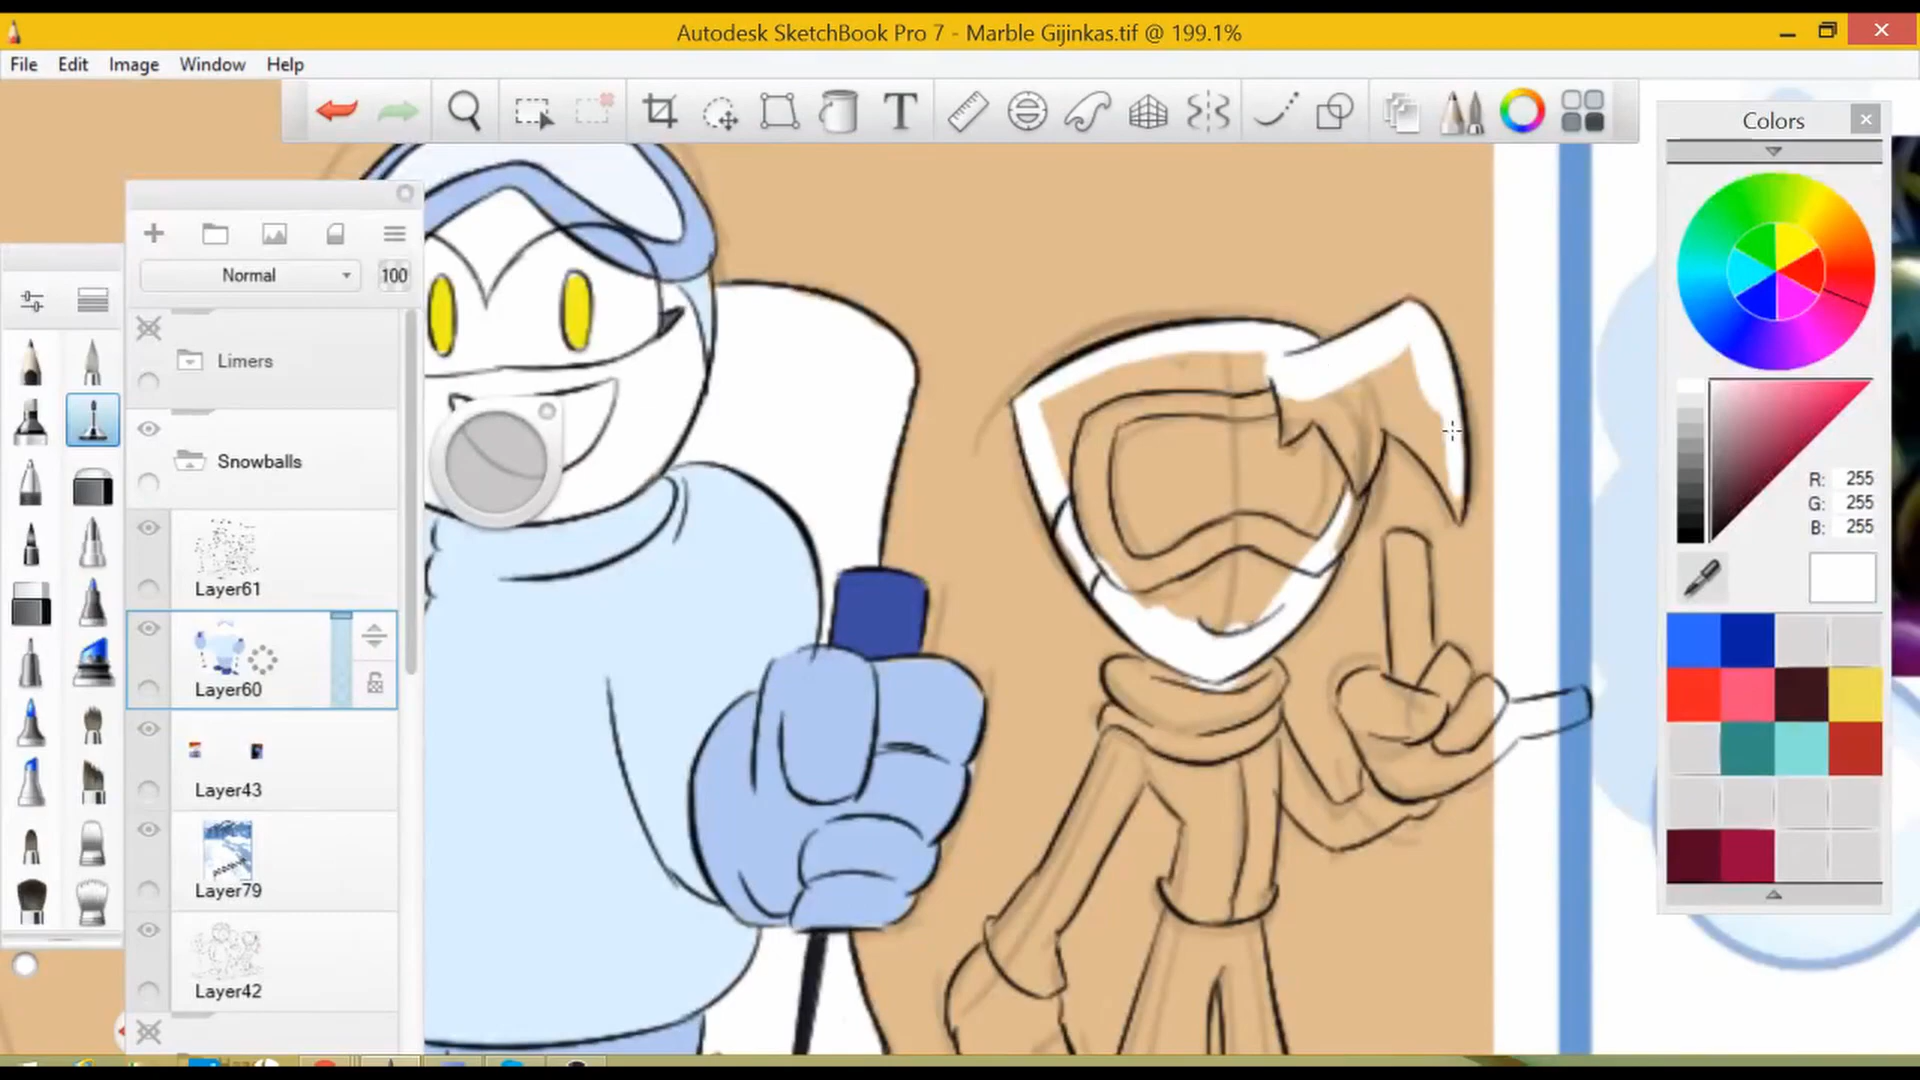 Autodesk SketchBook Pro 7 - Marble Gijinkas.tif @ 199.1%
File Edit Image Window Help
T
Colors
Normal 100
Limers
Snowballs
Layer61
Layer60
Layer43
Layer79
Layer42
R: 255
G: 255
B: 255